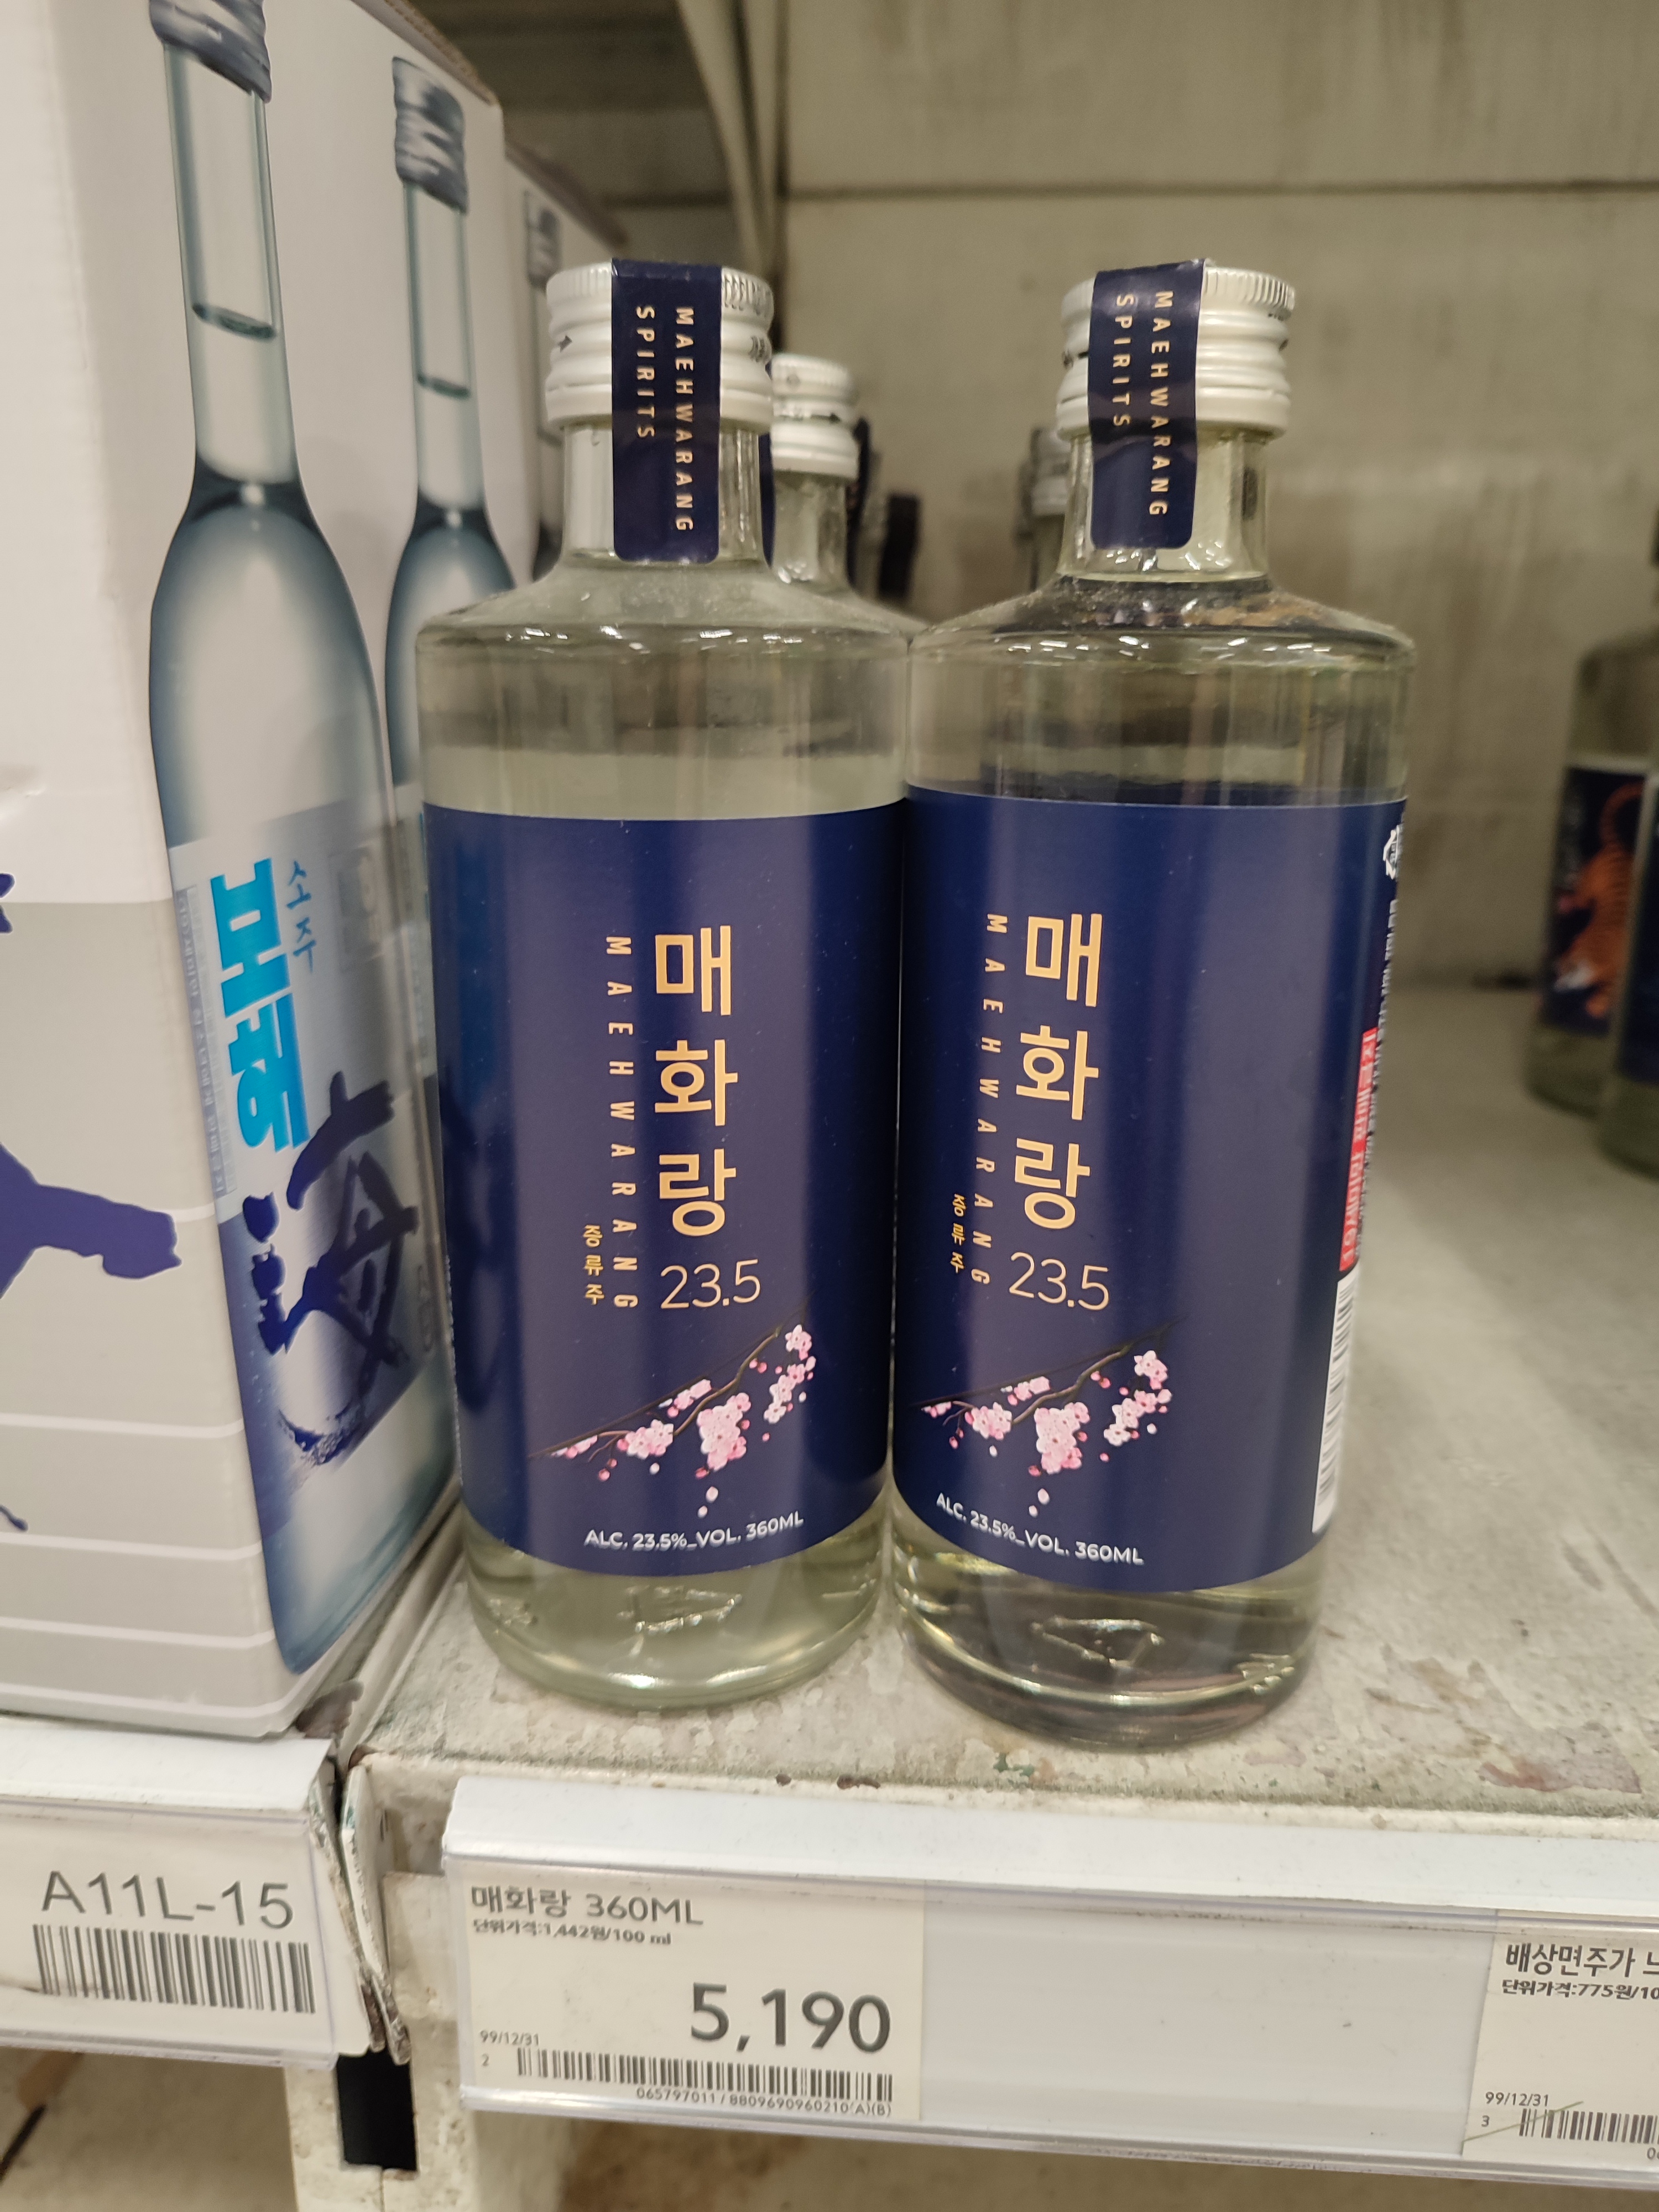 MAEHWARANG
SPIRITS
MAEHWARANG
SPIRITS
소주
매화랑
MAEHWARANG
증류주
23.5
ALC. 23.5%_VOL. 360ML
매화랑
MAEHWARANG
증류주
23.5
ALC. 23.5%_VOL. 360ML
A11L-15
매화랑 360ML
단위가격:1,442원/100 ml
5,190
99/12/31
2
065797011 / 8809690960210(A)(B)
배상면주가
단위가격:775원/10
99/12/31
3